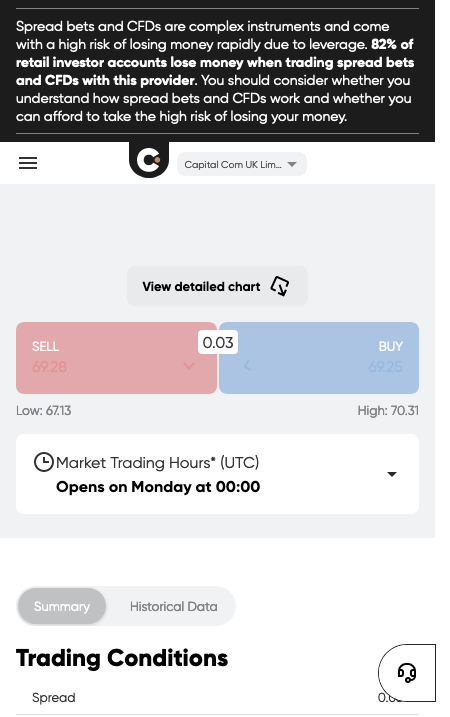 Spread bets and CFDs are complex instruments and come
with a high risk of losing money rapidly due to leverage. 82% of
retail investor accounts lose money when trading spread bets
and CFDs with this provider. You should consider whether you
understand how spread bets and CFDs work and whether you
can afford to take the high risk of losing your money.
Capital Com UK Lim...
View detailed chart
SELL
69.28
0.03
BUY
69.25
Low: 67.13
High: 70.31
Market Trading Hours* (UTC)
Opens on Monday at 00:00
Summary
Historical Data
Trading Conditions
Spread